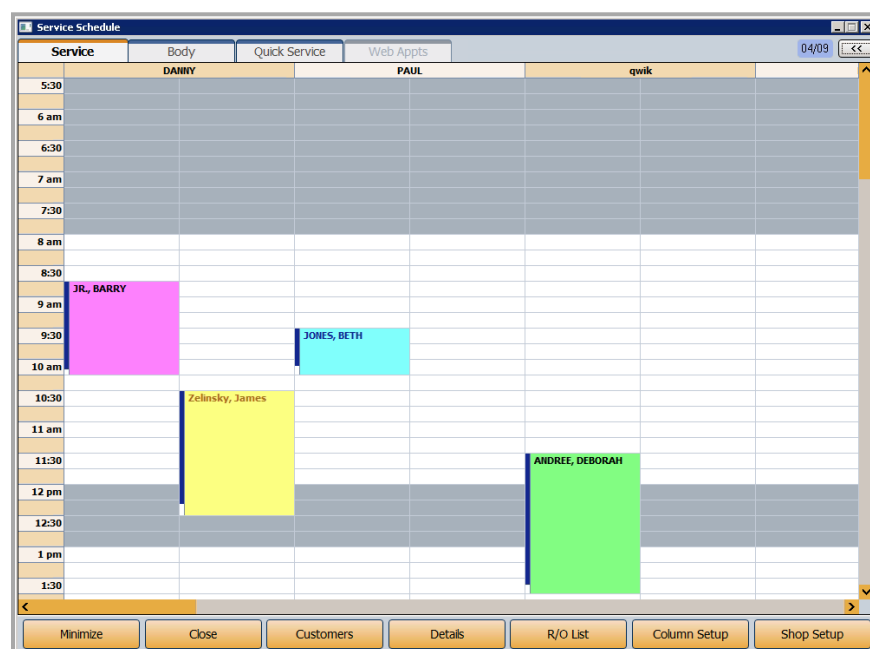 Service Schedule
Service Body Quick Service Web Appts 04/09 <<
DANNY PAUL qwik
5:30
6 am
6:30
7 am
7:30
8 am
8:30
JR., BARRY
9 am
9:30 JONES, BETH
10 am
10:30 Zelinsky, James
11 am
11:30 ANDREE, DEBORAH
12 pm
12:30
1 pm
1:30
Minimize Close Customers Details R/O List Column Setup Shop Setup